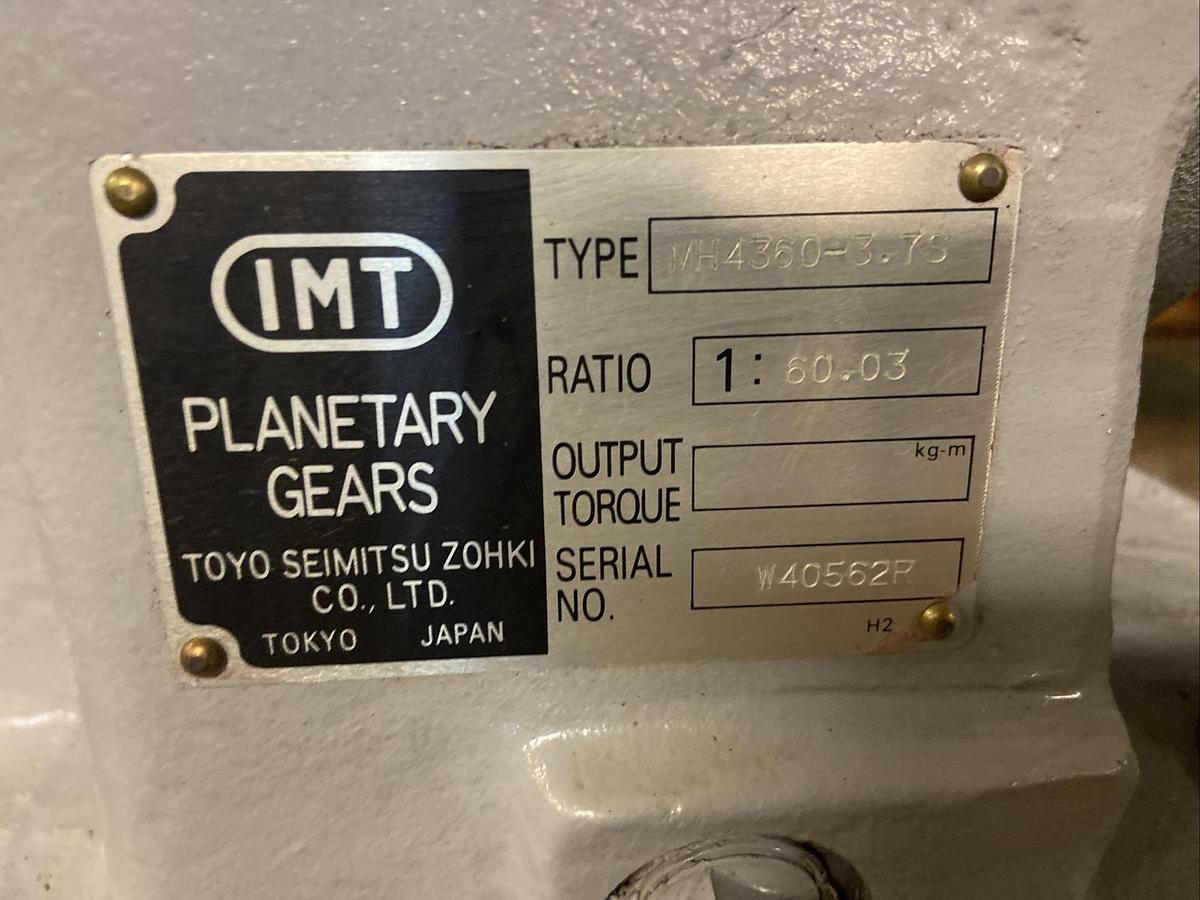 IMT
PLANETARY
GEARS
TOYO SEIMITSU ZOHKI
CO., LTD.
TOKYO JAPAN
TYPE MH4360-3.7S
RATIO 1: 60.03
OUTPUT
TORQUE
kg-m
SERIAL
NO.
W40562R
H2